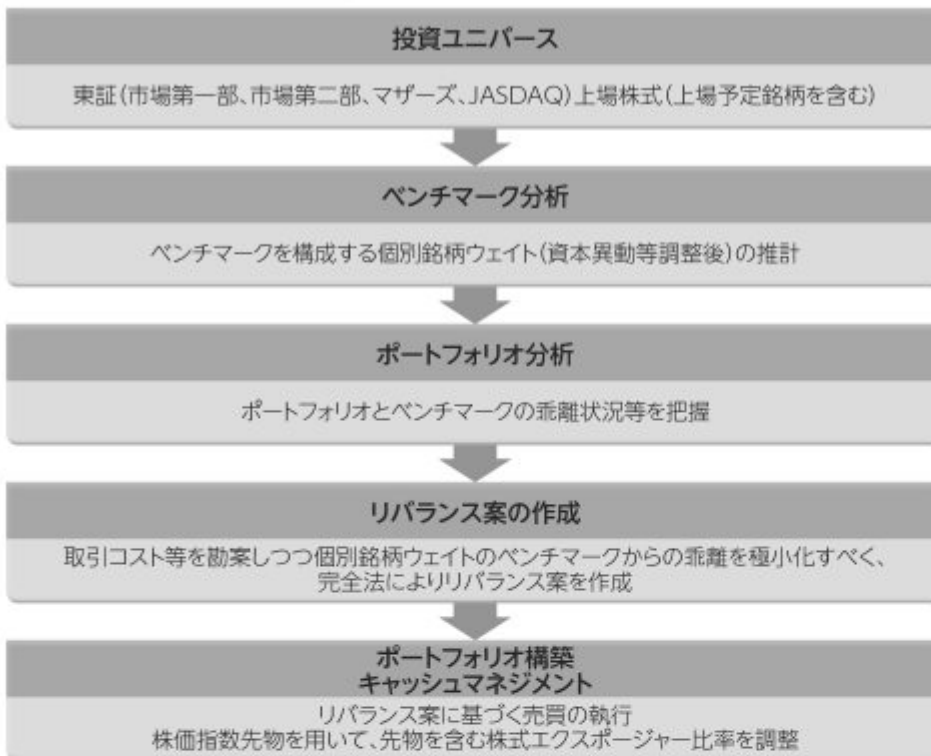 投資ユニバース
東証(市場第一部、市場第二部、マザーズ、JASDAQ)上場株式(上場予定銘柄を含む)
ベンチマーク分析
ベンチマークを構成する個別銘柄ウェイト(資本異動等調整後)の推計
ポートフォリオ分析
ポートフォリオとベンチマークの乖離状況等を把握
リバランス案の作成
取引コスト等を勘案しつつ個別銘柄ウェイトのベンチマークからの乖離を極小化すべく、
完全法によりリバランス案を作成
ポートフォリオ構築
キャッシュマネジメント
リバランス案に基づく売買の執行
株価指数先物を用いて、先物を含む株式エクスポージャー比率を調整